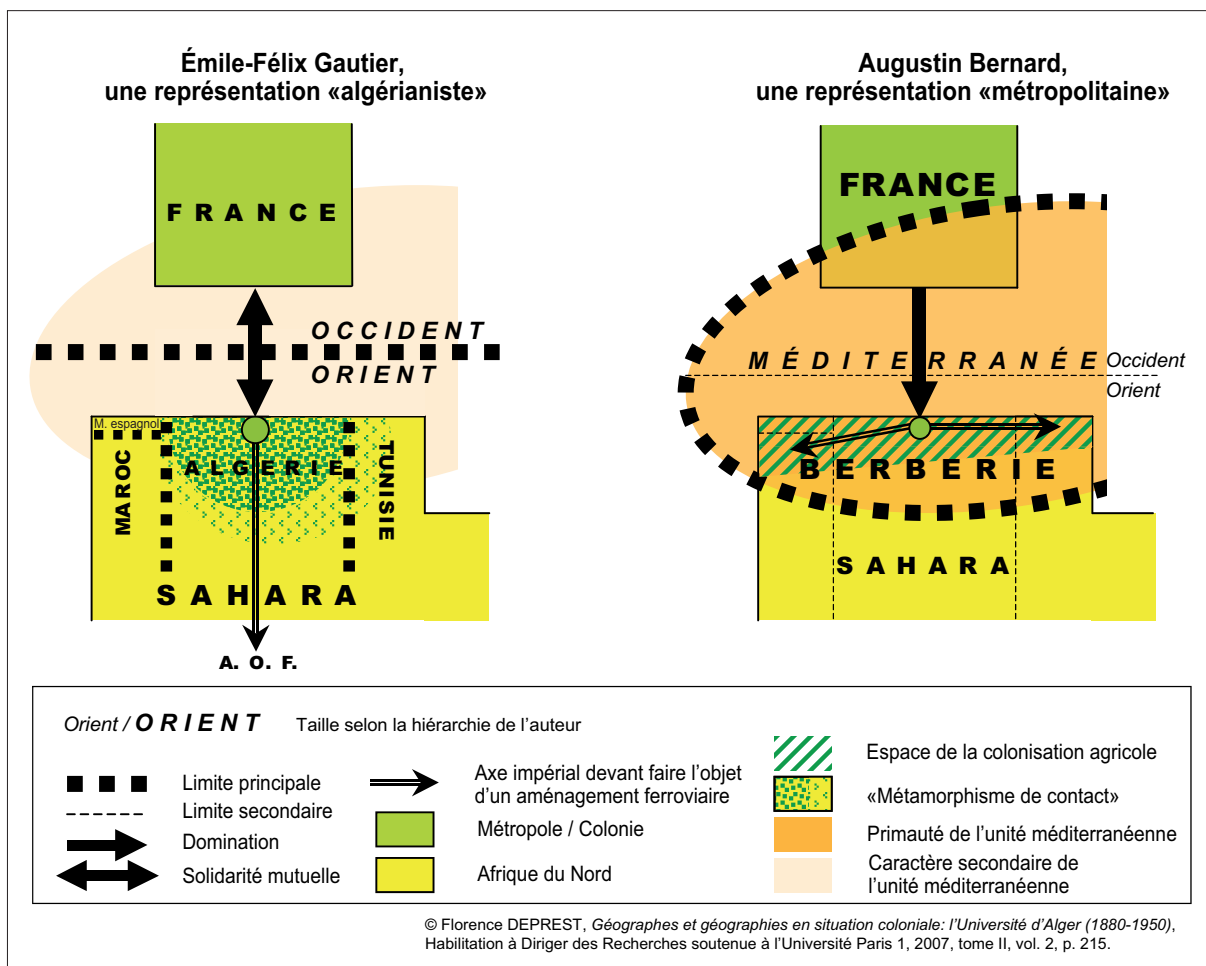 Émile-Félix Gautier,
une représentation «algérianiste»
FRANCE
OCCIDENT
ORIENT
M. espagnol
MAROC
ALGERIE
TUNISIE
SAHARA
A. O. F.
Augustin Bernard,
une représentation «métropolitaine»
FRANCE
MÉDITERRANÉE
Occident
Orient
BERBERIE
SAHARA
Orient / ORIENT Taille selon la hiérarchie de l'auteur
Limite principale
Limite secondaire
Domination
Solidarité mutuelle
Axe impérial devant faire l'objet
d'un aménagement ferroviaire
Métropole / Colonie
Afrique du Nord
Espace de la colonisation agricole
«Métamorphisme de contact»
Primauté de l'unité méditerranéenne
Caractère secondaire de
l'unité méditerranéenne
© Florence DEPREST, Géographes et géographies en situation coloniale: l'Université d'Alger (1880-1950),
Habilitation à Diriger des Recherches soutenue à l'Université Paris 1, 2007, tome II, vol. 2, p. 215.